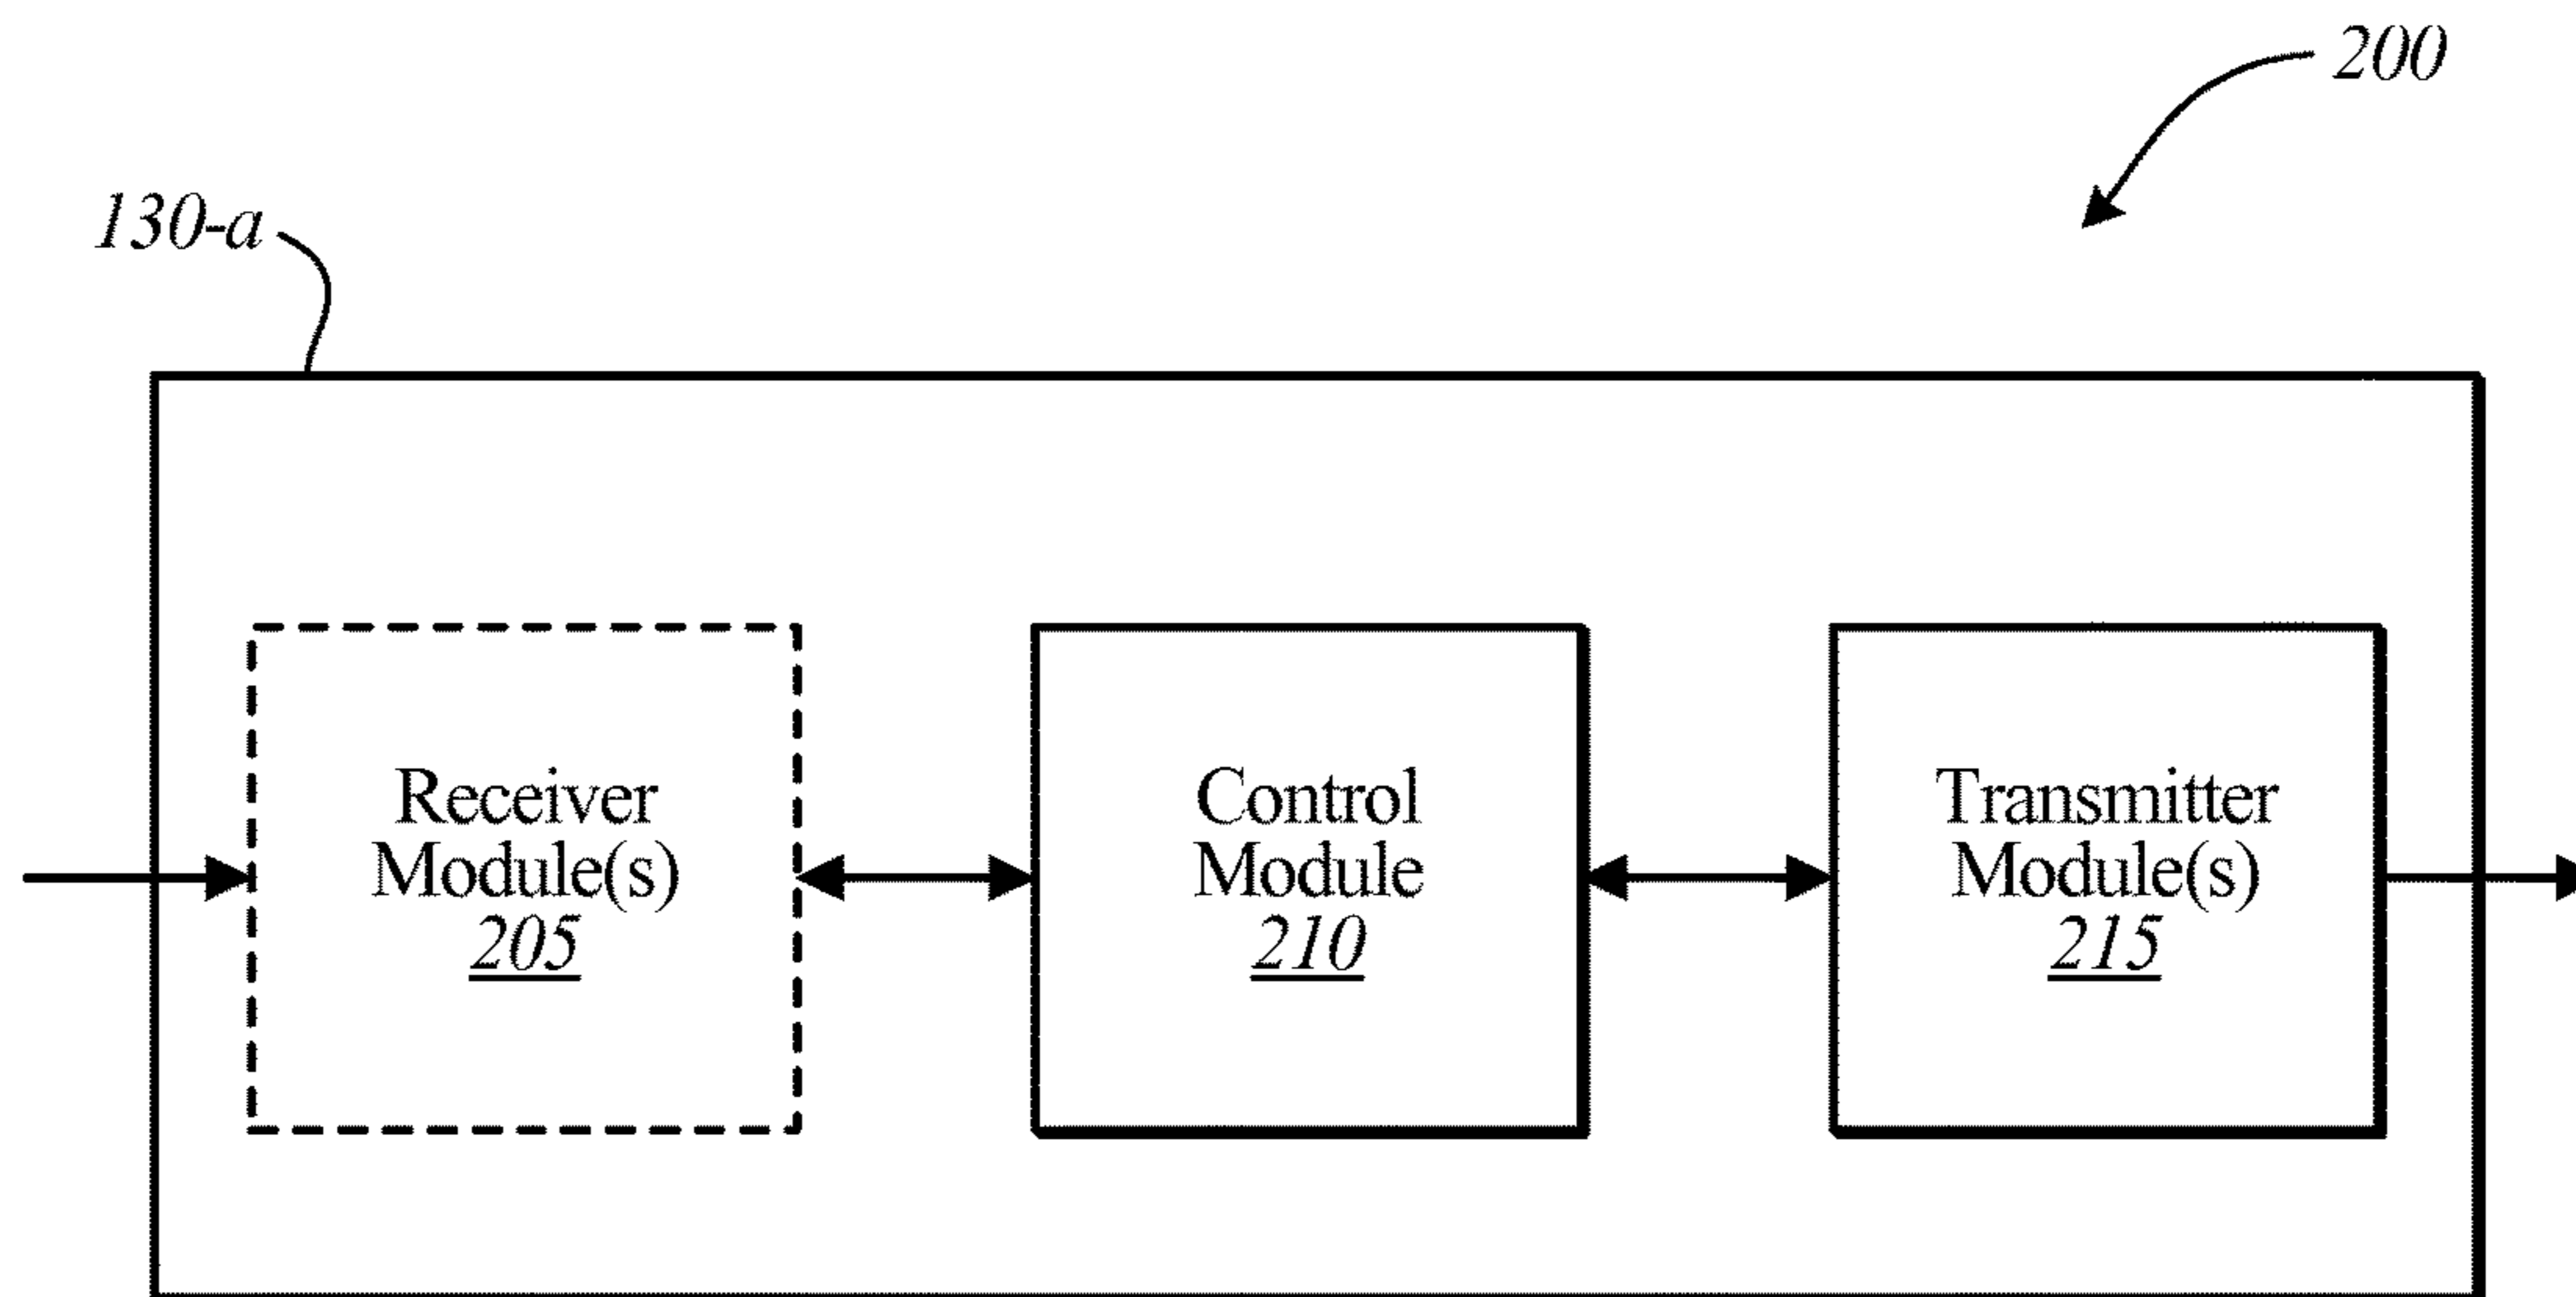 200
130-a
Receiver
Module(s)
205
Control
Module
210
Transmitter
Module(s)
215